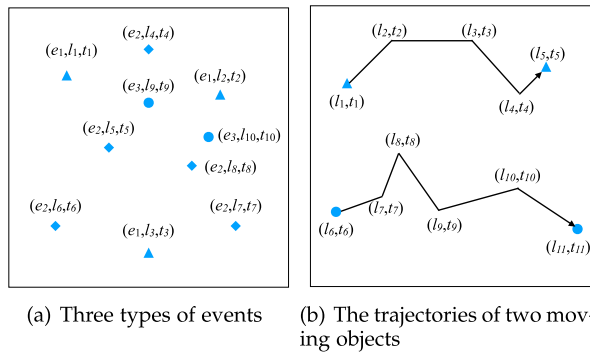 (e2,l4,t4)
(e1,l1,t1)
(e3,l9,t9)
(e1,l2,t2)
(e2,l5,t5)
(e3,l10,t10)
(e2,l8,t8)
(e2,l6,t6)
(e2,l7,t7)
(e1,l3,t3)
(a) Three types of events
(l2,t2)
(l3,t3)
(l5,t5)
(l1,t1)
(l4,t4)
(l8,t8)
(l10,t10)
(l7,t7)
(l6,t6)
(l9,t9)
(l11,t11)
(b) The trajectories of two mov-
ing objects